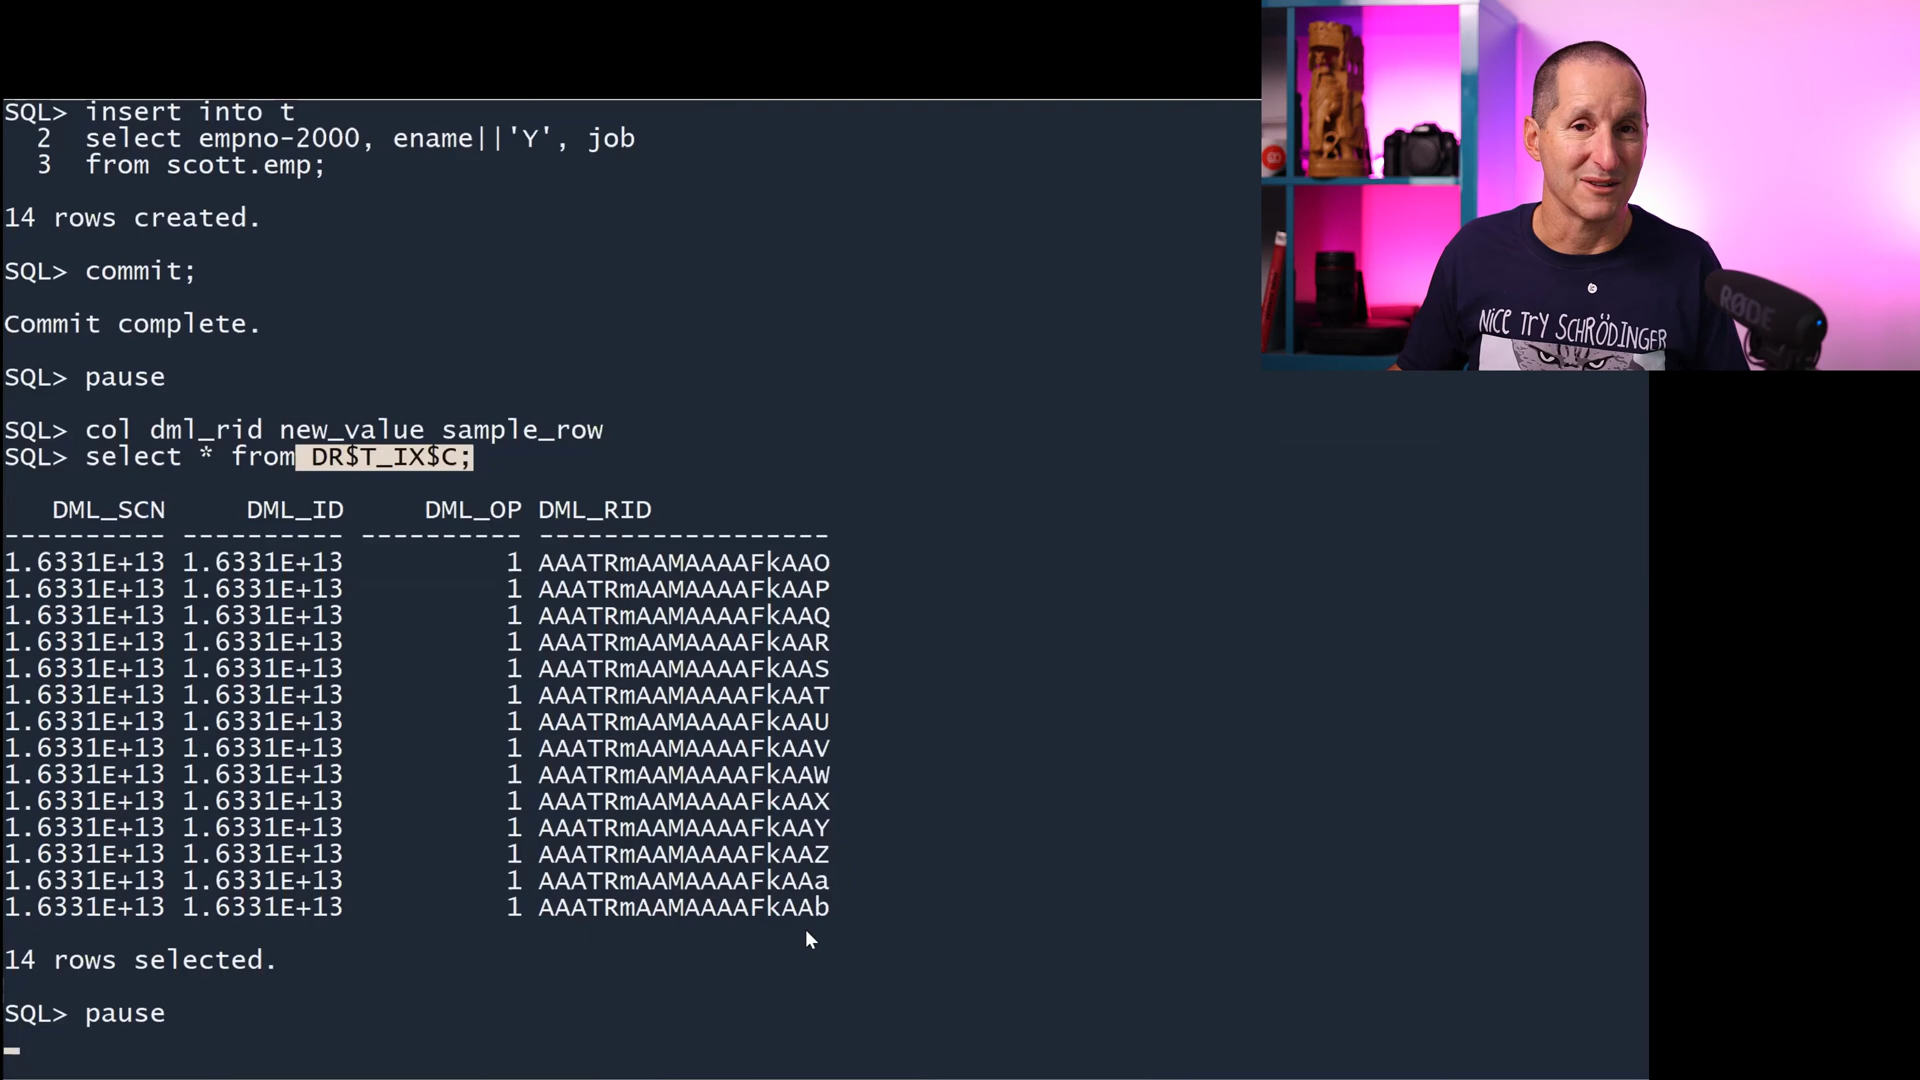 SQL> insert into t
2 select empno-2000, ename||'Y', job
3 from scott.emp;
14 rows created.
SQL> commit;
Commit complete.
SQL> pause
SQL> col dml_rid new_value sample_row
SQL> select * from DR$T_IX$C;
DML_SCN DML_ID DML_OP DML_RID
---------- ---------- ---------- ------------------
1.6331E+13 1.6331E+13 1 AAATRmAAMAAAAFkAAO
1.6331E+13 1.6331E+13 1 AAATRmAAMAAAAFkAAP
1.6331E+13 1.6331E+13 1 AAATRmAAMAAAAFkAAQ
1.6331E+13 1.6331E+13 1 AAATRmAAMAAAAFkAAR
1.6331E+13 1.6331E+13 1 AAATRmAAMAAAAFkAAS
1.6331E+13 1.6331E+13 1 AAATRmAAMAAAAFkAAT
1.6331E+13 1.6331E+13 1 AAATRmAAMAAAAFkAAU
1.6331E+13 1.6331E+13 1 AAATRmAAMAAAAFkAAV
1.6331E+13 1.6331E+13 1 AAATRmAAMAAAAFkAAW
1.6331E+13 1.6331E+13 1 AAATRmAAMAAAAFkAAX
1.6331E+13 1.6331E+13 1 AAATRmAAMAAAAFkAAY
1.6331E+13 1.6331E+13 1 AAATRmAAMAAAAFkAAZ
1.6331E+13 1.6331E+13 1 AAATRmAAMAAAAFkAAa
1.6331E+13 1.6331E+13 1 AAATRmAAMAAAAFkAAb
14 rows selected.
SQL> pause
NiCE TrY SCHRÖDINGER
RØDE